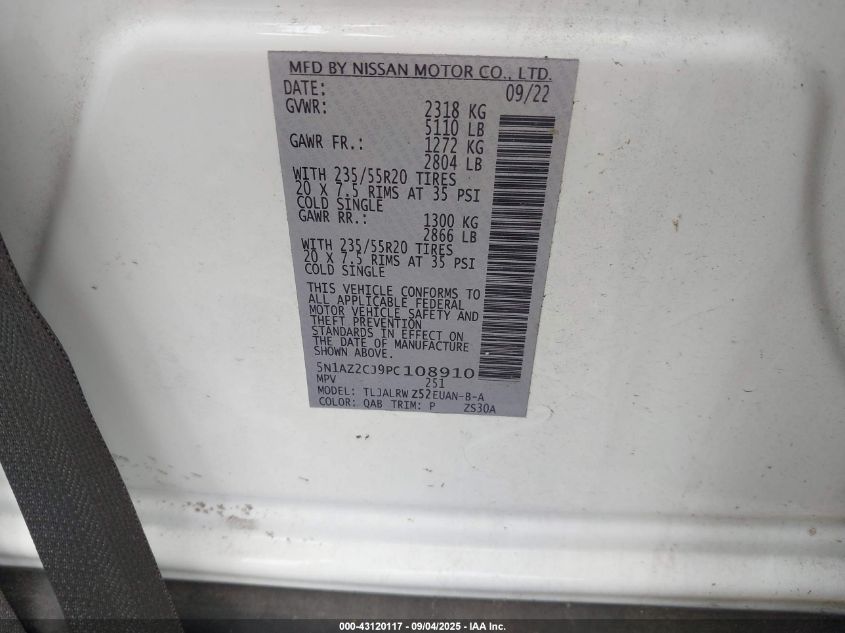 MFD BY NISSAN MOTOR CO., LTD.
DATE: 09/22
GVWR: 2318 KG
5110 LB
GAWR FR.: 1272 KG
2804 LB
WITH 235/55R20 TIRES
20 X 7.5 RIMS AT 35 PSI
COLD SINGLE
GAWR RR.: 1300 KG
2866 LB
WITH 235/55R20 TIRES
20 X 7.5 RIMS AT 35 PSI
COLD SINGLE
THIS VEHICLE CONFORMS TO
ALL APPLICABLE FEDERAL
MOTOR VEHICLE SAFETY AND
THEFT PREVENTION
STANDARDS IN EFFECT ON
THE DATE OF MANUFACTURE
SHOWN ABOVE.
5N1AZ2CJ9PC108910
MPV 251
MODEL: TLJALRW Z52EUAN-B-A
COLOR: QAB TRIM: P ZS30A
000-43120117 - 09/04/2025 - IAA Inc.